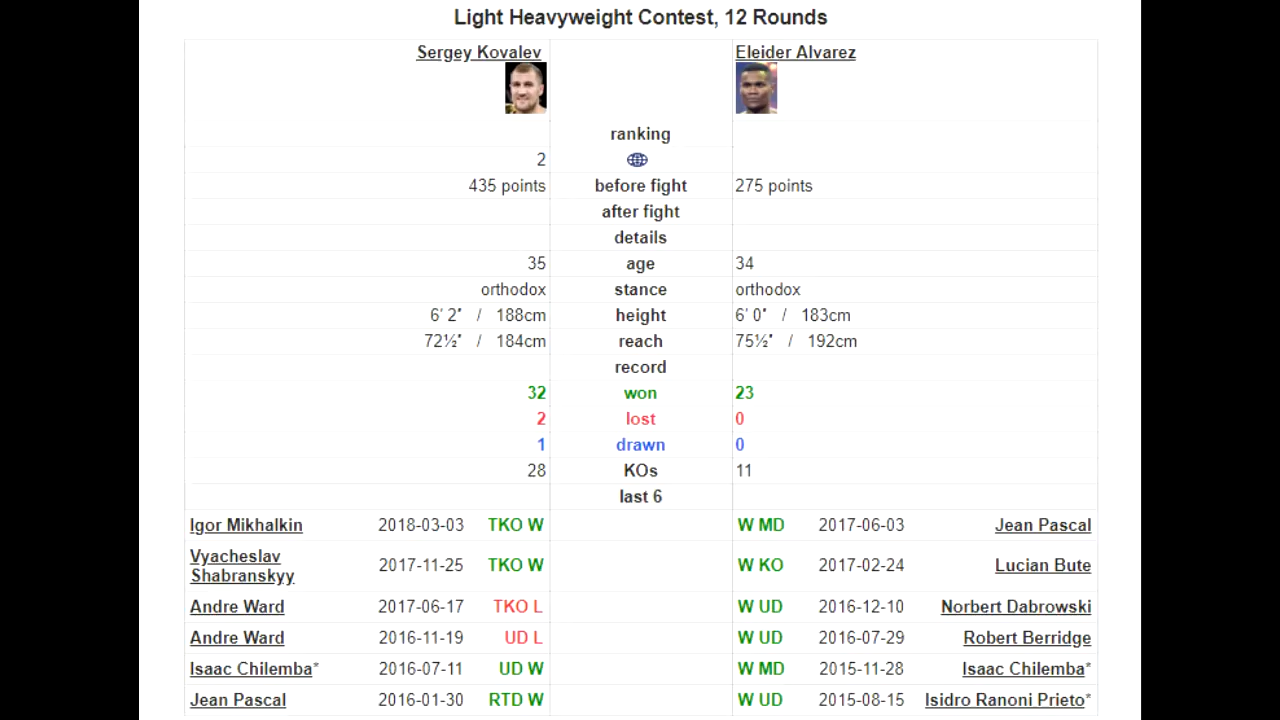 Light Heavyweight Contest, 12 Rounds
Sergey Kovalev Eleider Alvarez
ranking
2
435 points before fight 275 points
after fight
details
35 age 34
orthodox stance orthodox
6′ 2″ / 188cm height 6′ 0″ / 183cm
72½″ / 184cm reach 75½″ / 192cm
record
32 won 23
2 lost 0
1 drawn 0
28 KOs 11
last 6
Igor Mikhalkin 2018-03-03 TKO W W MD 2017-06-03 Jean Pascal
Vyacheslav
Shabranskyy 2017-11-25 TKO W W KO 2017-02-24 Lucian Bute
Andre Ward 2017-06-17 TKO L W UD 2016-12-10 Norbert Dabrowski
Andre Ward 2016-11-19 UD L W UD 2016-07-29 Robert Berridge
Isaac Chilemba* 2016-07-11 UD W W MD 2015-11-28 Isaac Chilemba*
Jean Pascal 2016-01-30 RTD W W UD 2015-08-15 Isidro Ranoni Prieto*